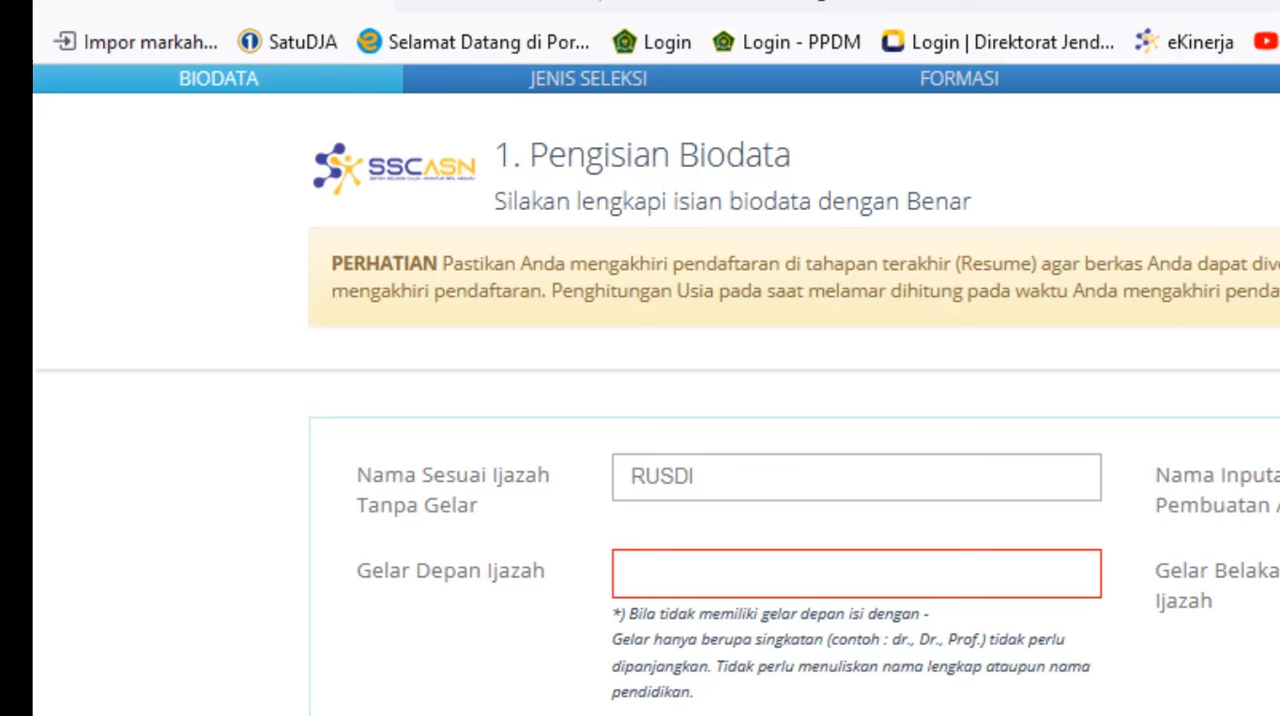 Impor markah... SatuDJA Selamat Datang di Por... Login Login - PPDM Login | Direktorat Jend... eKinerja
BIODATA JENIS SELEKSI FORMASI
SSCASN
1. Pengisian Biodata
Silakan lengkapi isian biodata dengan Benar
PERHATIAN Pastikan Anda mengakhiri pendaftaran di tahapan terakhir (Resume) agar berkas Anda dapat dive
mengakhiri pendaftaran. Penghitungan Usia pada saat melamar dihitung pada waktu Anda mengakhiri penda
Nama Sesuai Ijazah
Tanpa Gelar
RUSDI
Nama Inputa
Pembuatan A
Gelar Depan Ijazah
Gelar Belaka
Ijazah
*) Bila tidak memiliki gelar depan isi dengan -
Gelar hanya berupa singkatan (contoh : dr., Dr., Prof.) tidak perlu
dipanjangkan. Tidak perlu menuliskan nama lengkap ataupun nama
pendidikan.